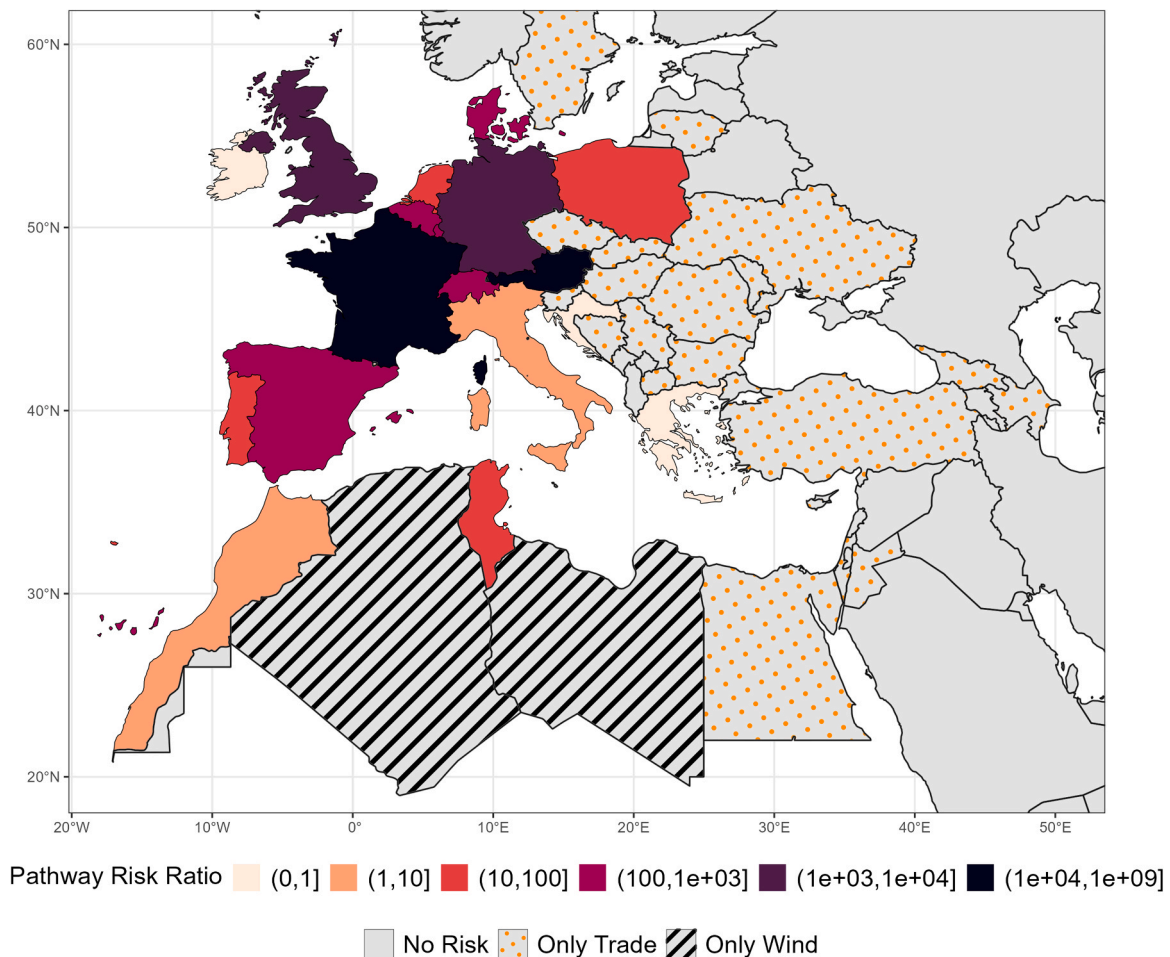 60°N
50°N
40°N
30°N
20°N
20°W 10°W 0° 10°E 20°E 30°E 40°E 50°E
Pathway Risk Ratio (0,1] (1,10] (10,100] (100,1e+03] (1e+03,1e+04] (1e+04,1e+09]
No Risk Only Trade Only Wind